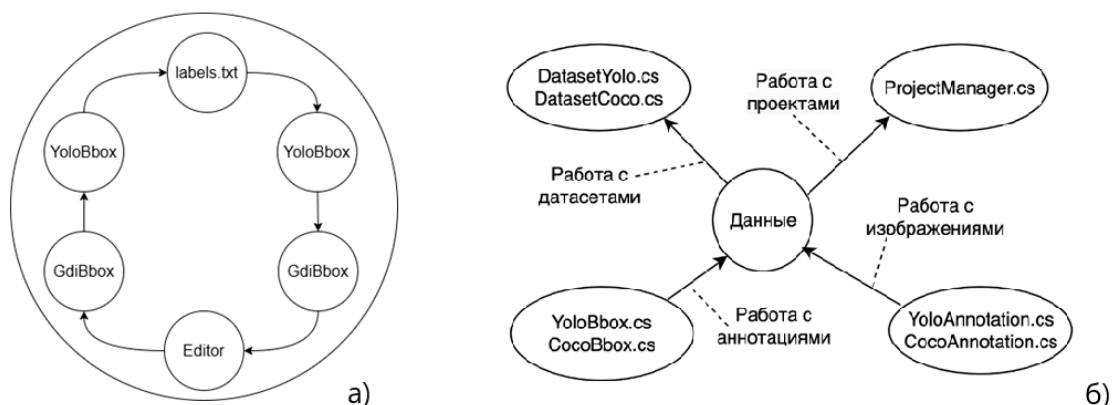 labels.txt
YoloBbox
YoloBbox
GdiBbox
GdiBbox
Editor
а)
DatasetYolo.cs
DatasetCoco.cs
Работа с
проектами
ProjectManager.cs
Работа с
датасетами
Данные
Работа с
изображениями
YoloBbox.cs
CocoBbox.cs
Работа с
аннотациями
YoloAnnotation.cs
CocoAnnotation.cs
б)